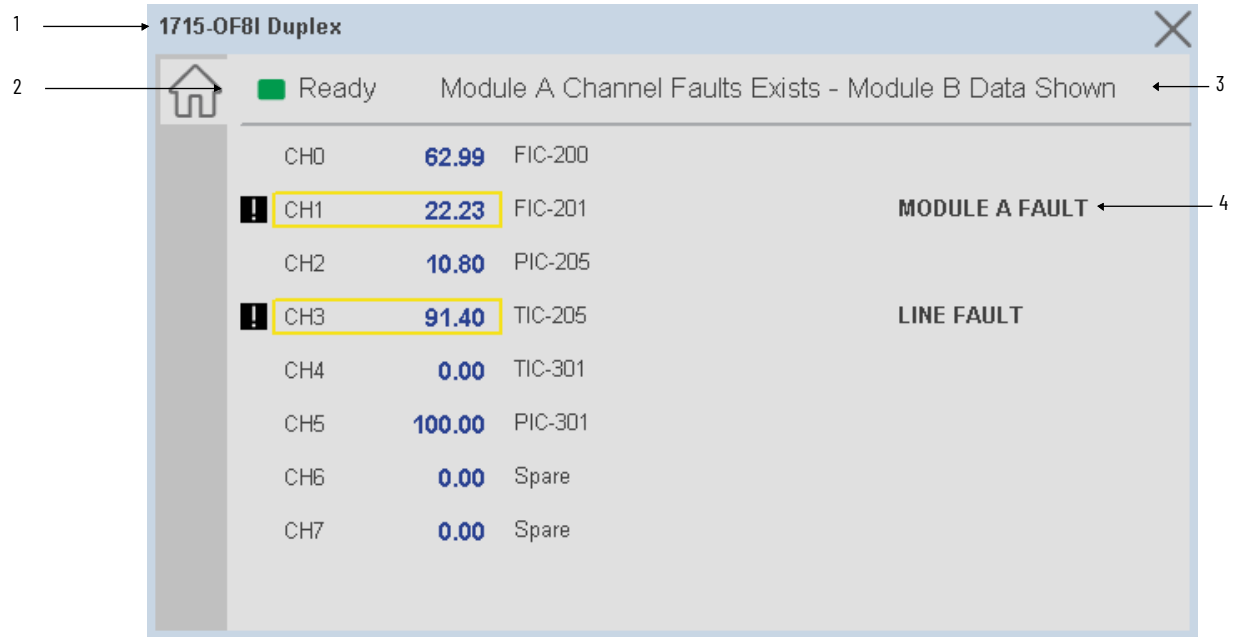 1 1715-OF8I Duplex
2 Ready Module A Channel Faults Exists - Module B Data Shown 3
CH0 62.99 FIC-200
! CH1 22.23 FIC-201 MODULE A FAULT 4
CH2 10.80 PIC-205
! CH3 91.40 TIC-205 LINE FAULT
CH4 0.00 TIC-301
CH5 100.00 PIC-301
CH6 0.00 Spare
CH7 0.00 Spare